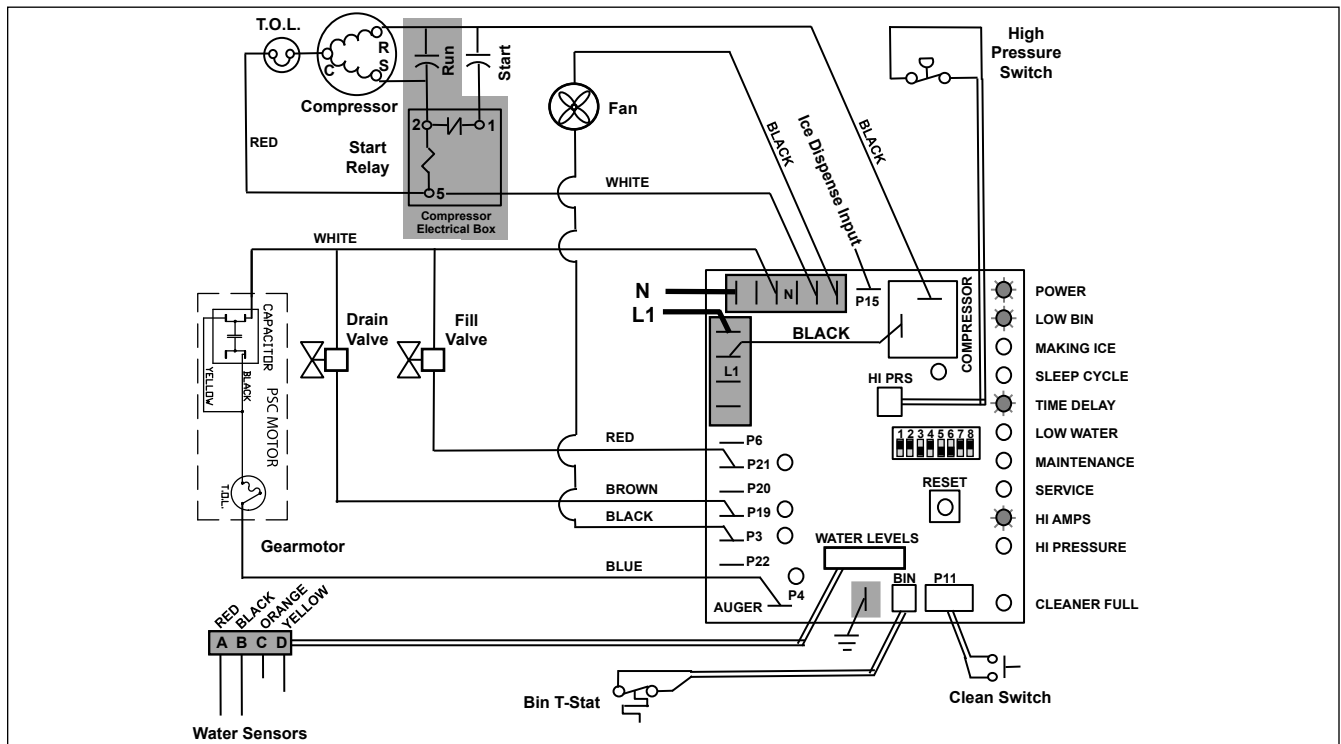 T.O.L.
R
S
C
Compressor
Run
Start
2
1
5
Start
Relay
Compressor
Electrical Box
RED
WHITE
Fan
BLACK
Ice Dispense Input
BLACK
High
Pressure
Switch
WHITE
CAPACITOR
YELLOW
BLACK
PSC MOTOR
T.O.L.
Gearmotor
Drain
Valve
Fill
Valve
N
L1
N
P15
L1
BLACK
COMPRESSOR
HI PRS
1 2 3 4 5 6 7 8
RESET
POWER
LOW BIN
MAKING ICE
SLEEP CYCLE
TIME DELAY
LOW WATER
MAINTENANCE
SERVICE
HI AMPS
HI PRESSURE
CLEANER FULL
P6
RED
P21
P20
BROWN
P19
BLACK
P3
P22
BLUE
P4
AUGER
WATER LEVELS
BIN
P11
RED
BLACK
ORANGE
YELLOW
A B C D
Water Sensors
Bin T-Stat
Clean Switch